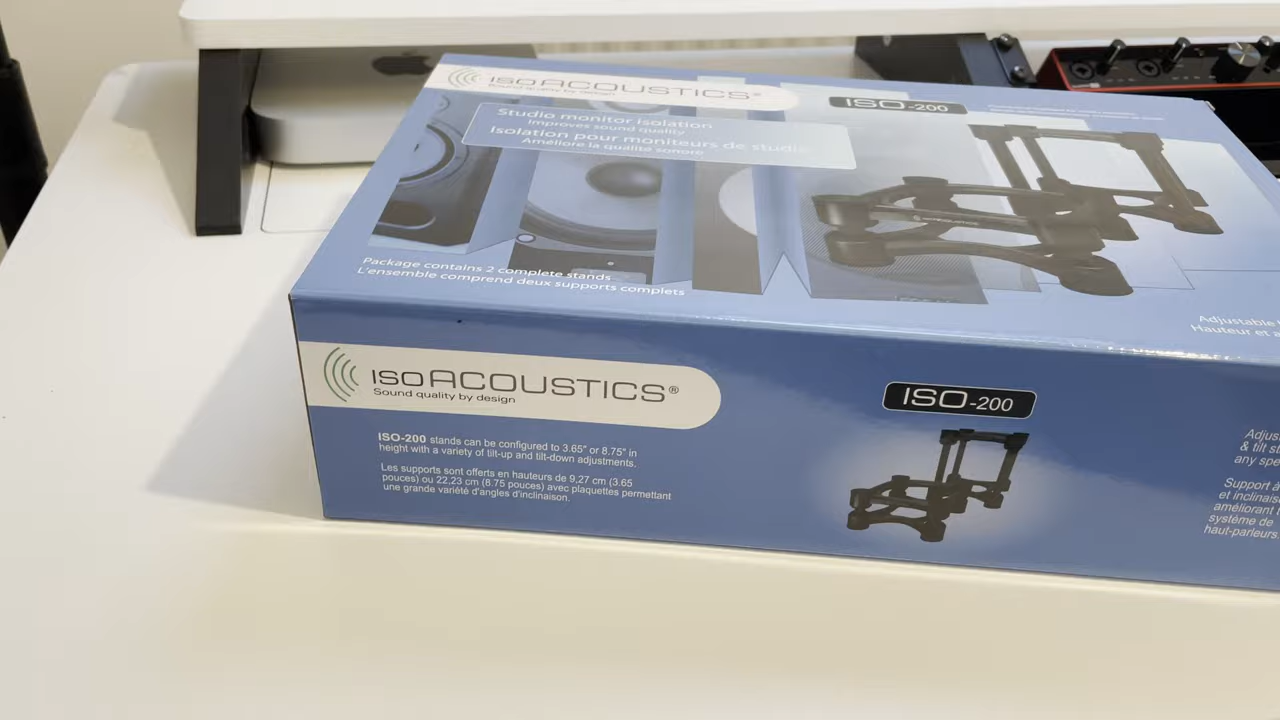 ISOACOUSTICS®
Sound quality by design
ISO-200
Studio monitor isolation
Improves sound quality
Isolation pour moniteurs de studio
Améliore la qualité sonore
Package contains 2 complete stands
L'ensemble comprend deux supports complets
Adjustable
Hauteur et
ISOACOUSTICS®
Sound quality by design
ISO-200
ISO-200 stands can be configured to 3.65" or 8.75" in
height with a variety of tilt-up and tilt-down adjustments.
Les supports sont offerts en hauteurs de 9,27 cm (3.65
pouces) ou 22,23 cm (8.75 pouces) avec plaquettes permettant
une grande variété d'angles d'inclinaison.
Adjus
& tilt st
any spe
Support à
et inclinais
améliorant
système de
haut-parleurs.